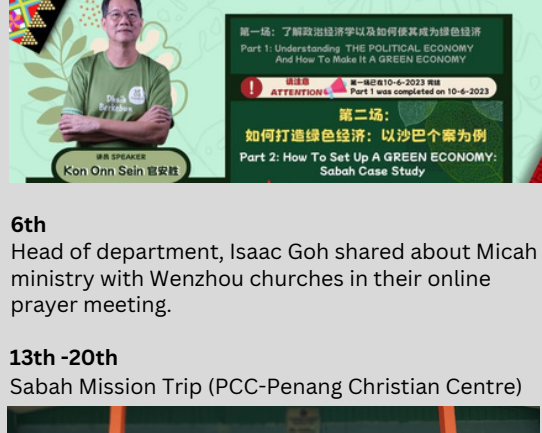 第一场：了解政治经济学以及如何使其成为绿色经济
Part 1: Understanding THE POLITICAL ECONOMY
And How To Make It A GREEN ECONOMY
请注意
ATTENTION
第一场已在10-6-2023 完结
Part 1 was completed on 10-6-2023
第二场：
如何打造绿色经济：以沙巴个案为例
Part 2: How To Set Up A GREEN ECONOMY:
Sabah Case Study
讲员 SPEAKER
Kon Onn Sein 官安胜
6th
Head of department, Isaac Goh shared about Micah
ministry with Wenzhou churches in their online
prayer meeting.
13th -20th
Sabah Mission Trip (PCC-Penang Christian Centre)